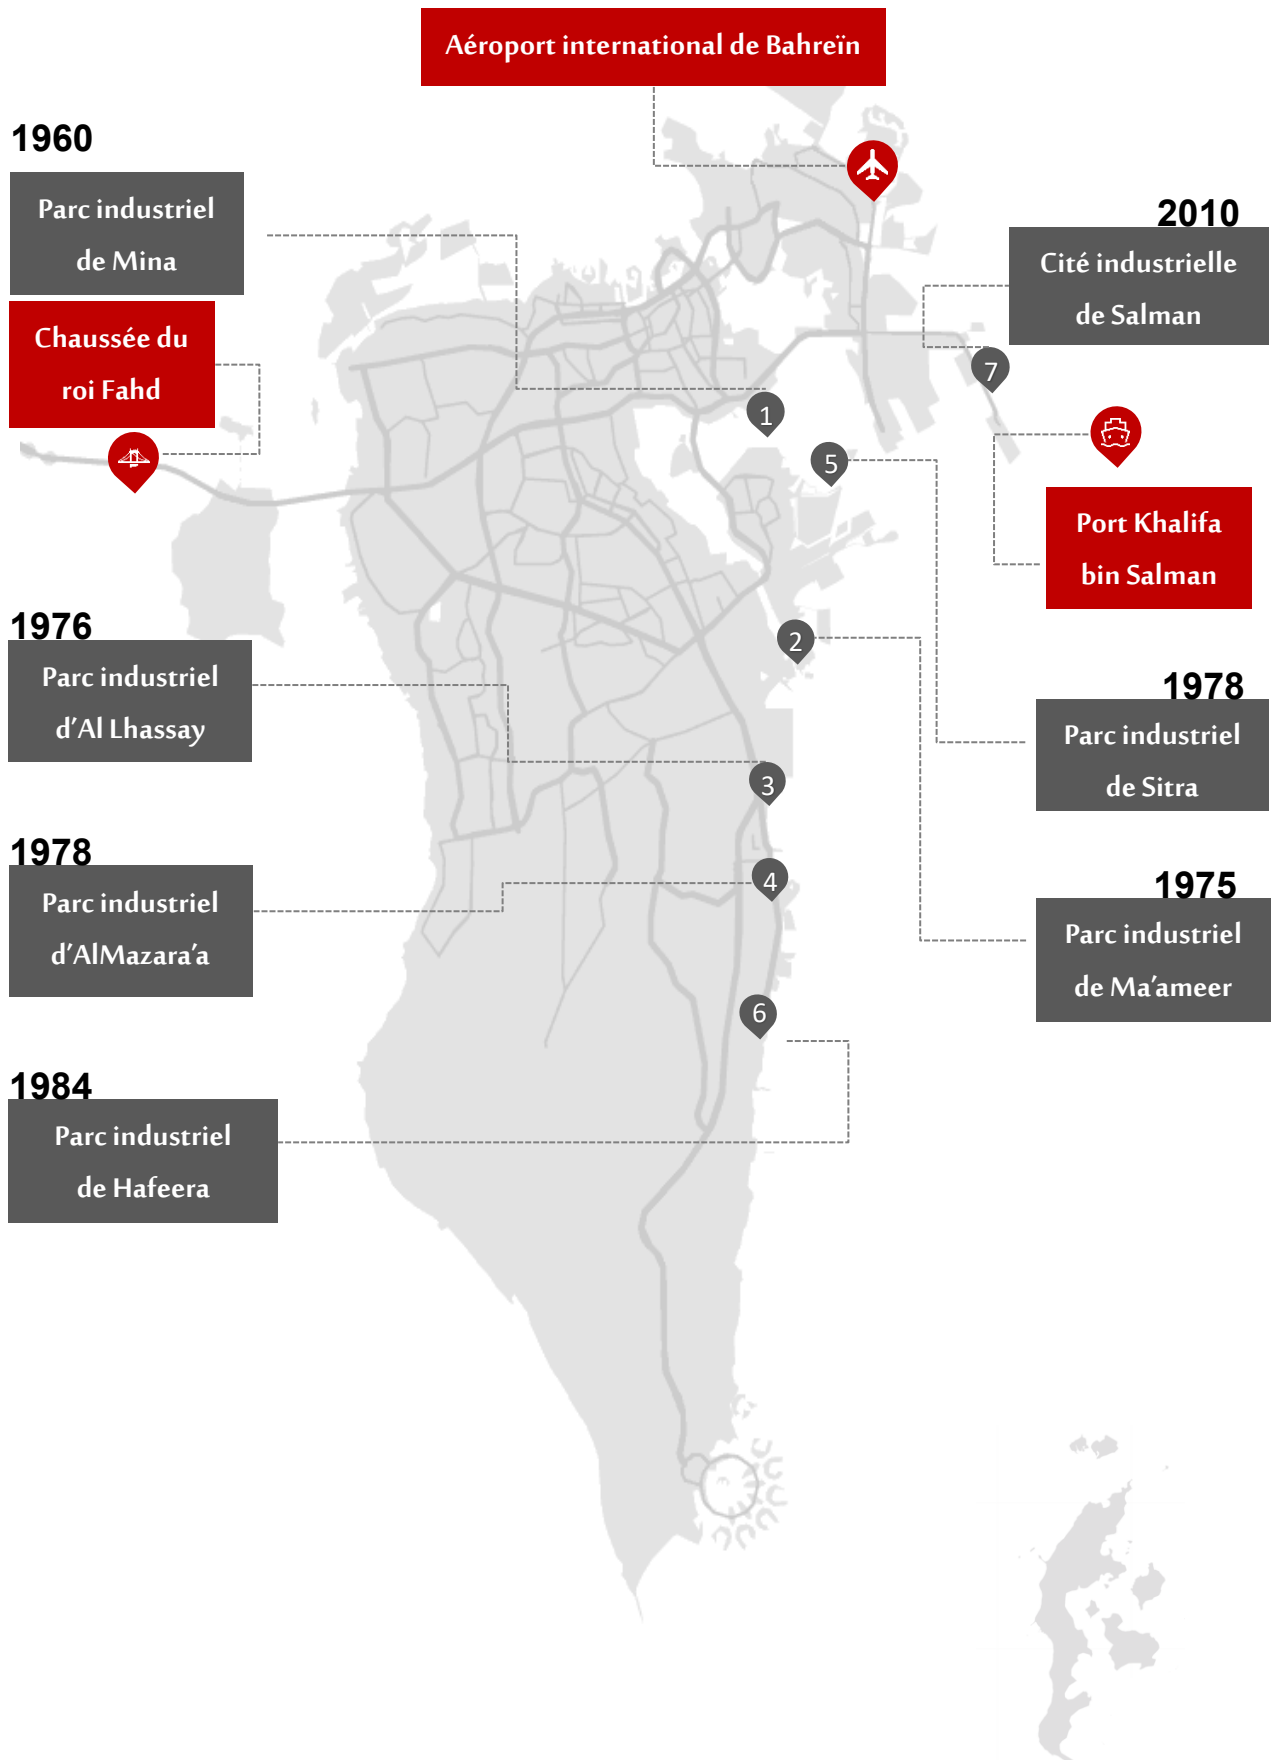 Aéroport international de Bahreïn
1960
Parc industriel
de Mina
Chaussée du
roi Fahd
2010
Cité industrielle
de Salman
7
1
5
Port Khalifa
bin Salman
1976
Parc industriel
d'Al Lhassay
2
1978
Parc industriel
de Sitra
3
1978
Parc industriel
d'AlMazara'a
4
1975
Parc industriel
de Ma'ameer
6
1984
Parc industriel
de Hafeera